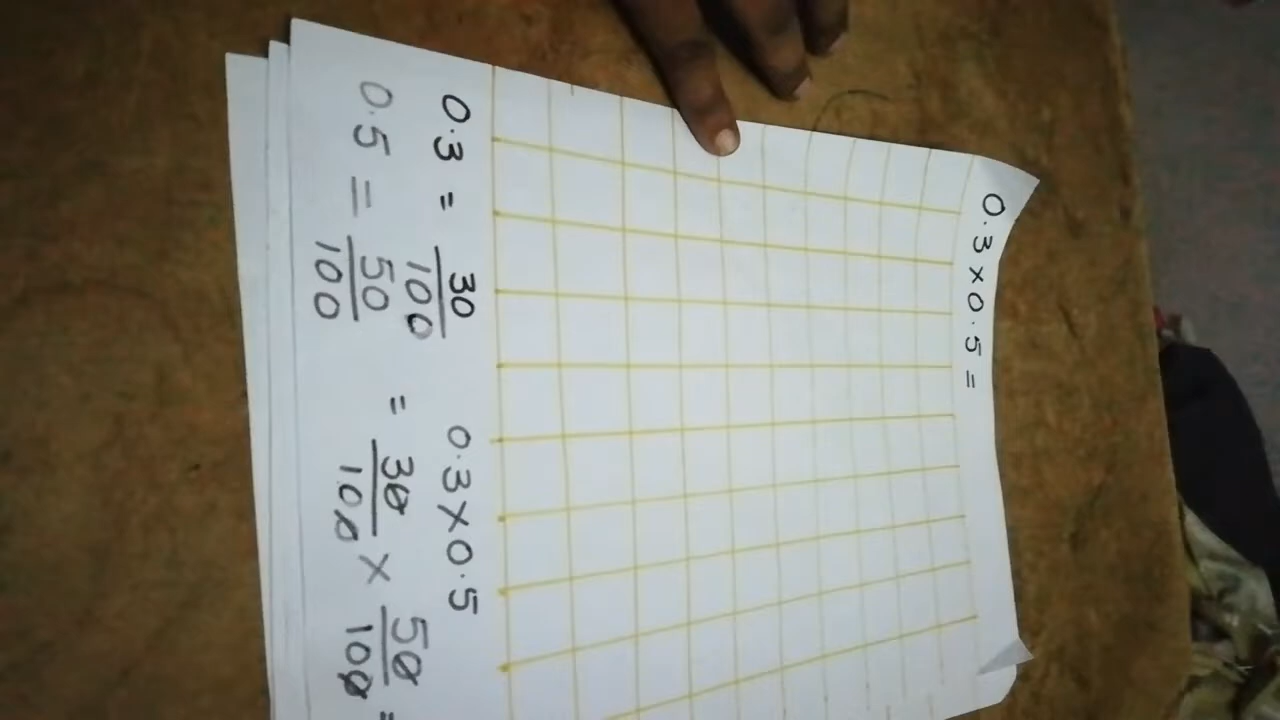 0.3 × 0.5 =
0.3 = 30/100
0.5 = 50/100
0.3 × 0.5
= 30/100 × 50/100 =